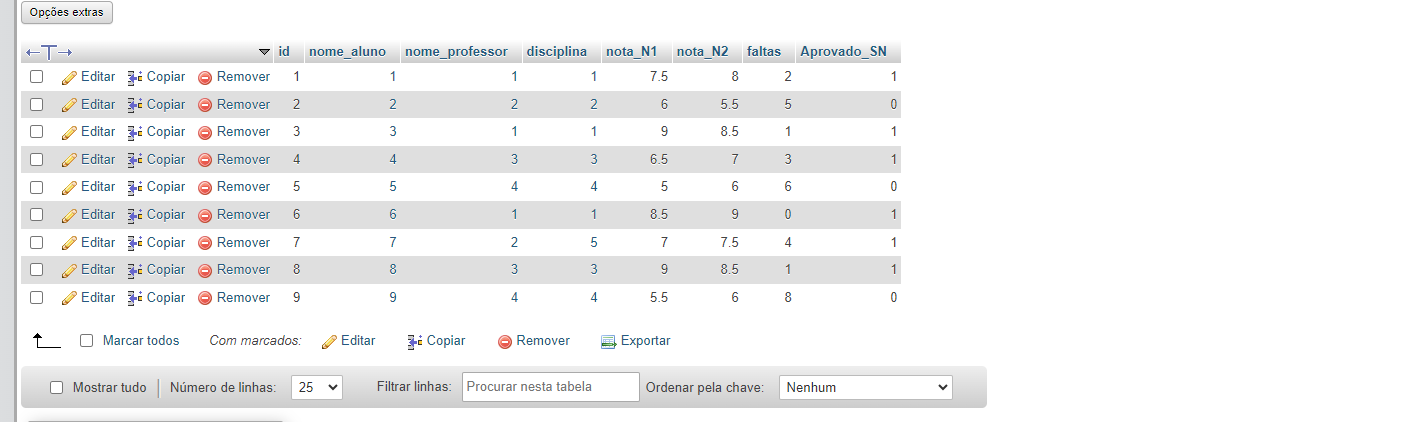 Opções extras
←T→ id nome_aluno nome_professor disciplina nota_N1 nota_N2 faltas Aprovado_SN
Editar Copiar Remover 1 1 1 1 7.5 8 2 1
Editar Copiar Remover 2 2 2 2 6 5.5 5 0
Editar Copiar Remover 3 3 1 1 9 8.5 1 1
Editar Copiar Remover 4 4 3 3 6.5 7 3 1
Editar Copiar Remover 5 5 4 4 5 6 6 0
Editar Copiar Remover 6 6 1 1 8.5 9 0 1
Editar Copiar Remover 7 7 2 5 7 7.5 4 1
Editar Copiar Remover 8 8 3 3 9 8.5 1 1
Editar Copiar Remover 9 9 4 4 5.5 6 8 0
Marcar todos Com marcados: Editar Copiar Remover Exportar
Mostrar tudo Número de linhas: 25 Filtrar linhas: Procurar nesta tabela Ordenar pela chave: Nenhum